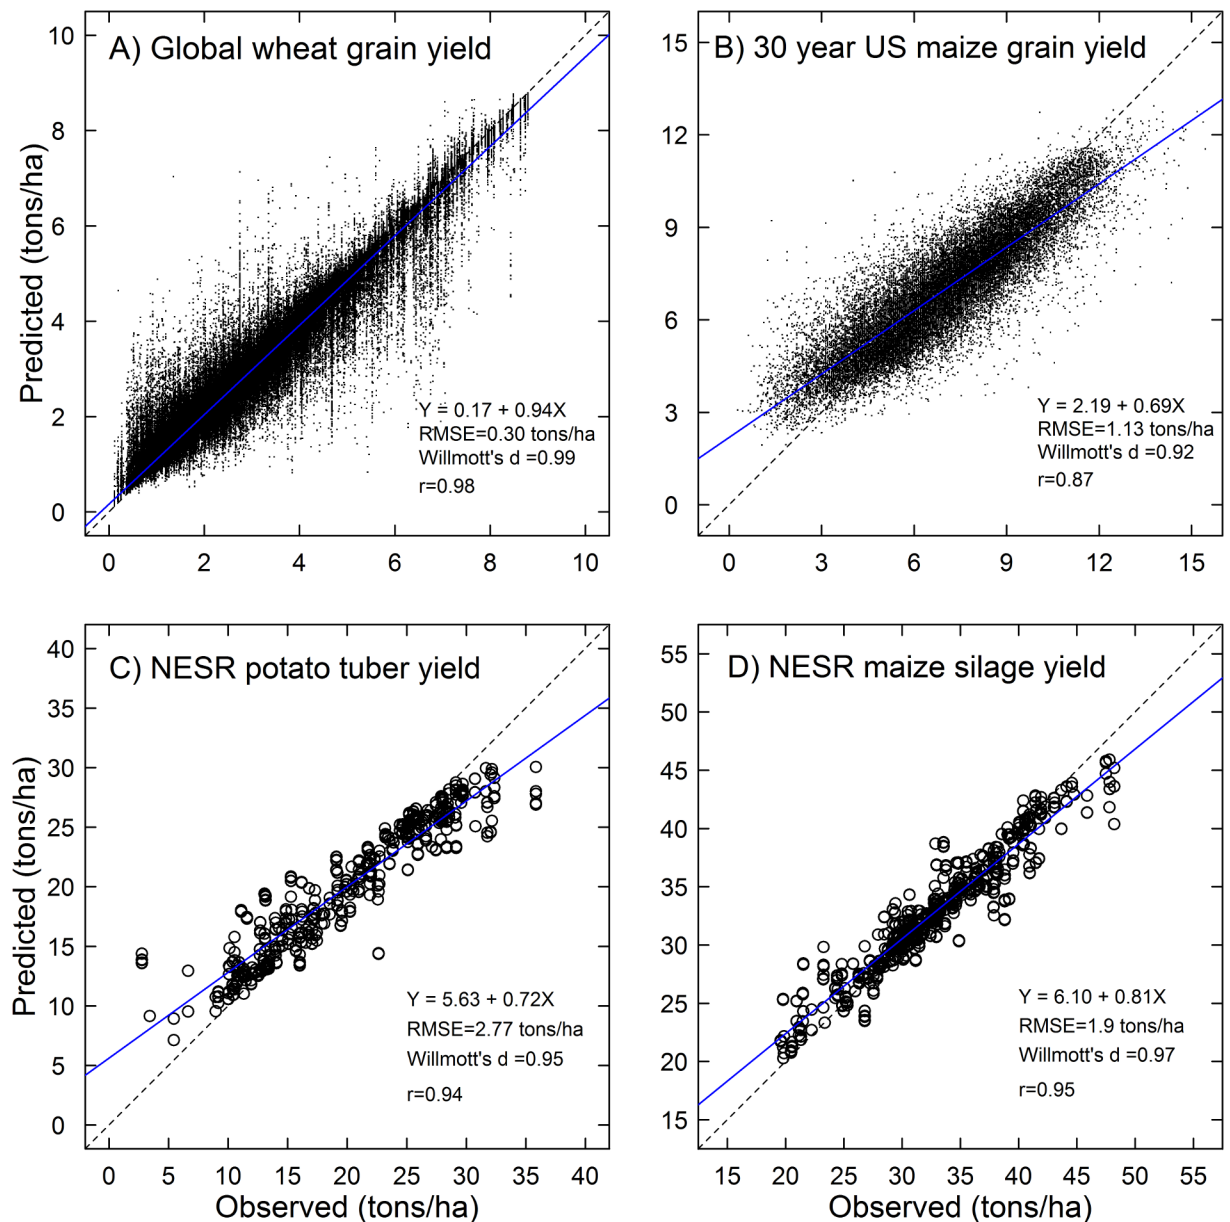 A) Global wheat grain yield
10
8
6
4
2
0
Predicted (tons/ha)
Y = 0.17 + 0.94X
RMSE=0.30 tons/ha
Willmott's d =0.99
r=0.98
0 2 4 6 8 10
B) 30 year US maize grain yield
15
12
9
6
3
0
Y = 2.19 + 0.69X
RMSE=1.13 tons/ha
Willmott's d =0.92
r=0.87
0 3 6 9 12 15
C) NESR potato tuber yield
40
35
30
25
20
15
10
5
0
Predicted (tons/ha)
Y = 5.63 + 0.72X
RMSE=2.77 tons/ha
Willmott's d =0.95
r=0.94
0 5 10 15 20 25 30 35 40
Observed (tons/ha)
D) NESR maize silage yield
55
50
45
40
35
30
25
20
15
Y = 6.10 + 0.81X
RMSE=1.9 tons/ha
Willmott's d =0.97
r=0.95
15 20 25 30 35 40 45 50 55
Observed (tons/ha)